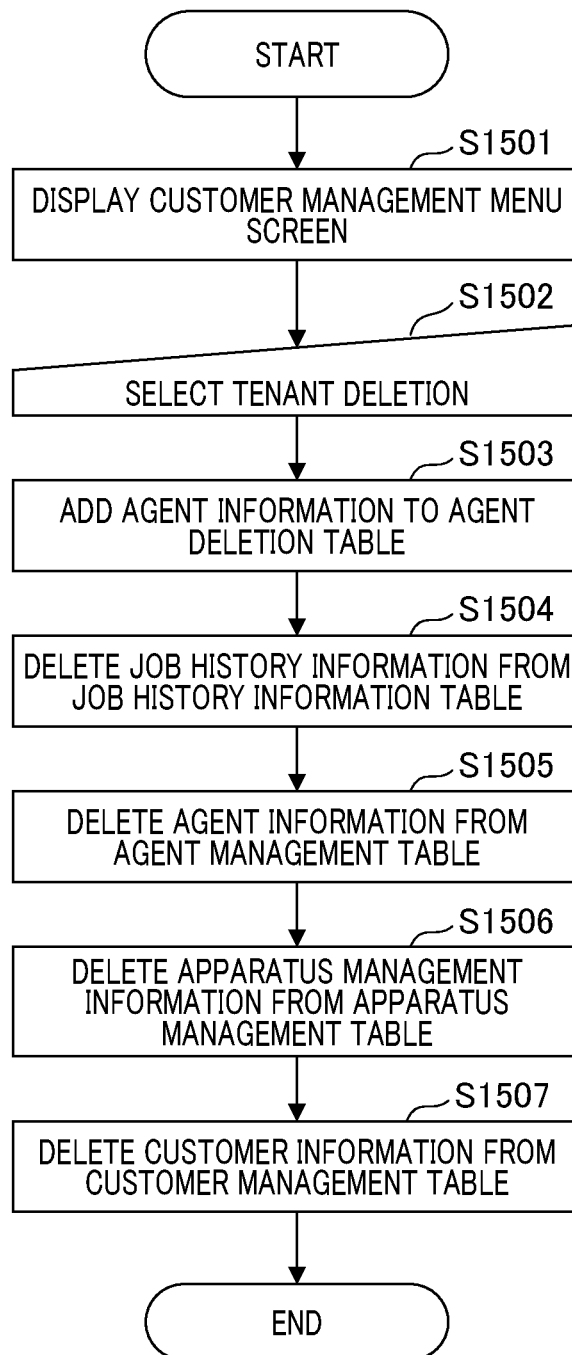 START
S1501
DISPLAY CUSTOMER MANAGEMENT MENU
SCREEN
S1502
SELECT TENANT DELETION
S1503
ADD AGENT INFORMATION TO AGENT
DELETION TABLE
S1504
DELETE JOB HISTORY INFORMATION FROM
JOB HISTORY INFORMATION TABLE
S1505
DELETE AGENT INFORMATION FROM
AGENT MANAGEMENT TABLE
S1506
DELETE APPARATUS MANAGEMENT
INFORMATION FROM APPARATUS
MANAGEMENT TABLE
S1507
DELETE CUSTOMER INFORMATION FROM
CUSTOMER MANAGEMENT TABLE
END